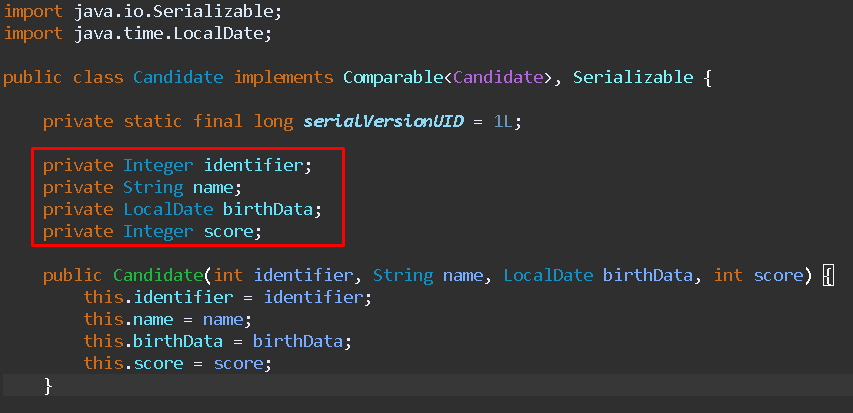 import java.io.Serializable;
import java.time.LocalDate;
public class Candidate implements Comparable<Candidate>, Serializable {
private static final long serialVersionUID = 1L;
private Integer identifier;
private String name;
private LocalDate birthData;
private Integer score;
public Candidate(int identifier, String name, LocalDate birthData, int score) {
this.identifier = identifier;
this.name = name;
this.birthData = birthData;
this.score = score;
}